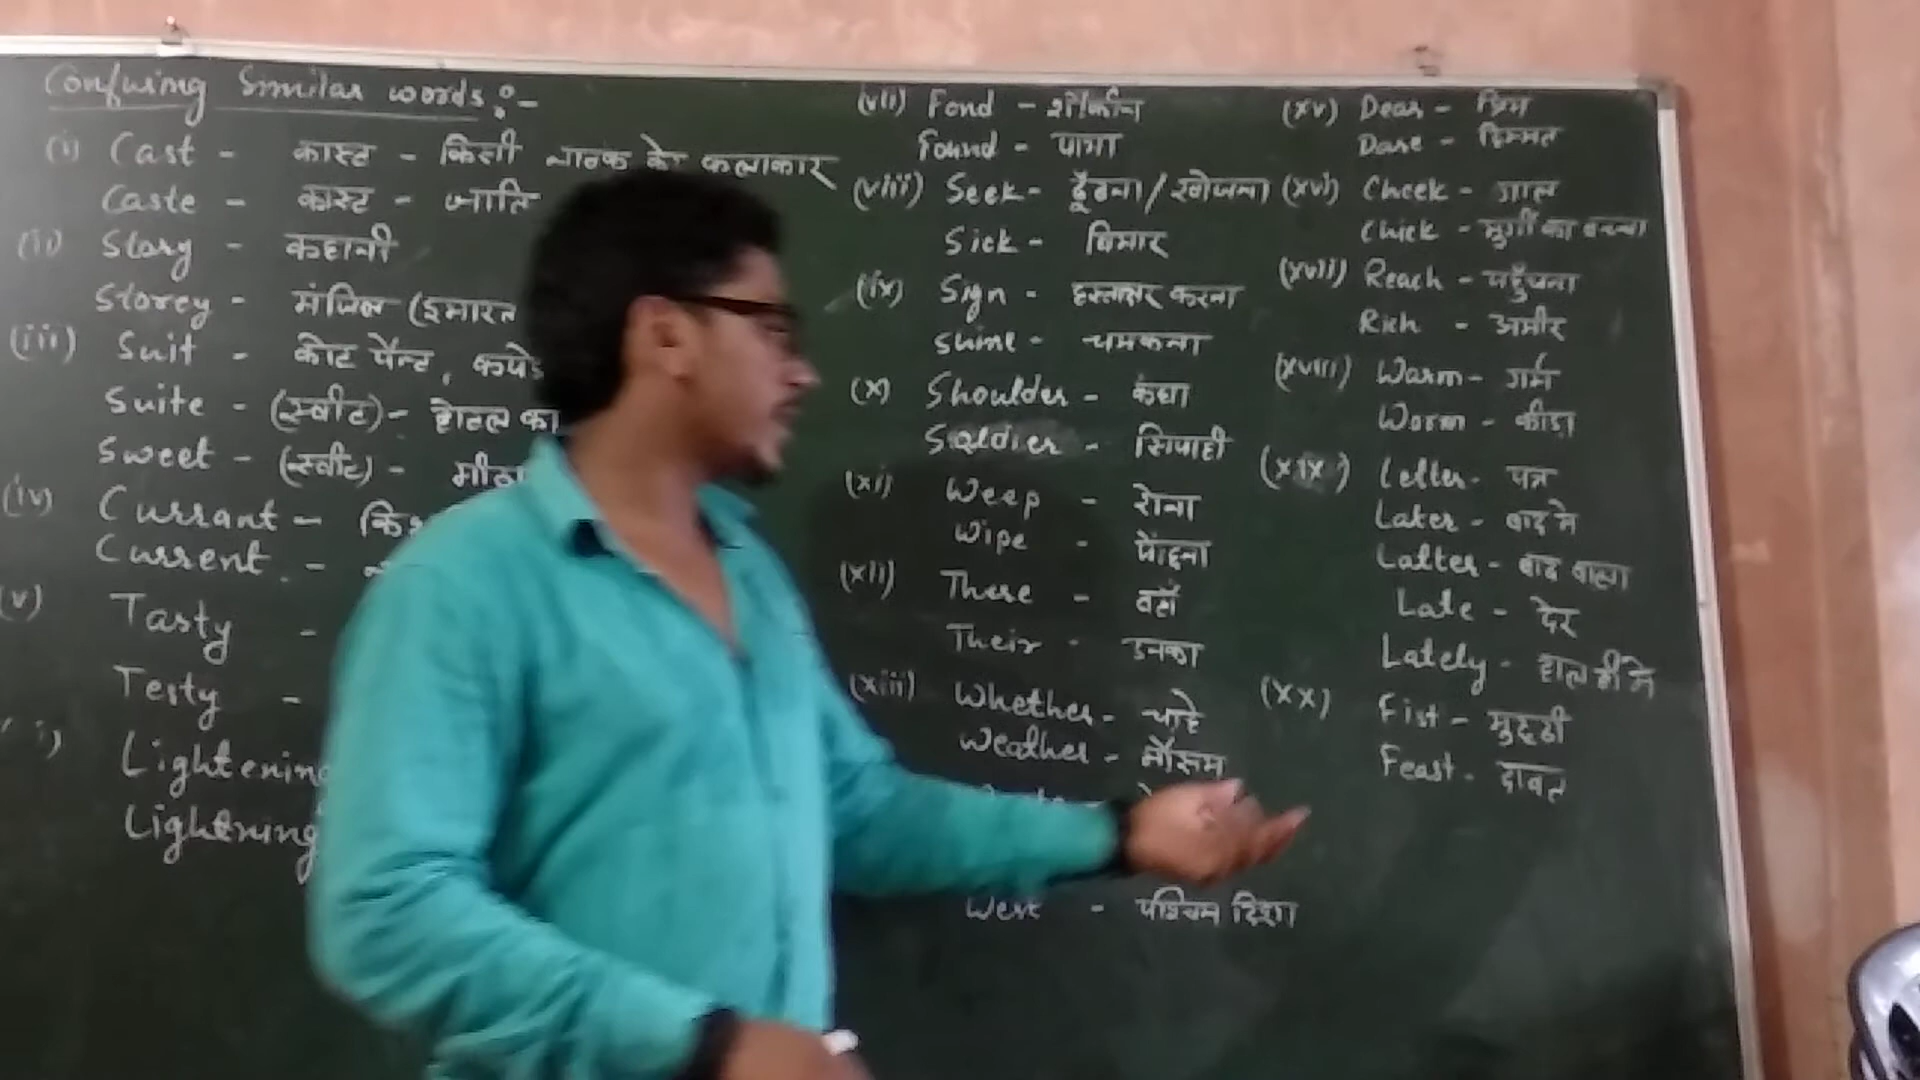 Confusing Similar words :-
(i) Cast - कास्ट - किसी नाटक के कलाकार
Caste - कास्ट - जाति
(ii) Story - कहानी
Storey - मंजिल (इमारत
(iii) Suit - कोट पैन्ट, कपड़े
Suite - (स्वीट) - होटल का
Sweet - (स्वीट) - मीठा
(iv) Currant -
Current -
(v) Tasty -
Testy -
Lightening
Lightning
(vii) Fond - शौकीन
Found - पाया
(viii) Seek - ढूँढना / खोजना
Sick - बिमार
(ix) Sign - हस्ताक्षर करना
Shine - चमकना
(x) Shoulder - कंधा
Soldier - सिपाही
(xi) Weep - रोना
Wipe - पोंछना
(xii) There - वहाँ
Their - उनका
(xiii) Whether - चाहे
Weather - मौसम
West - पश्चिम दिशा
(xv) Dear - प्रिय
Dare - हिम्मत
(xvi) Cheek - गाल
Chick - मुर्गी का बच्चा
(xvii) Reach - पहुँचना
Rich - अमीर
(xviii) Warm - गर्म
Worm - कीड़ा
(xix) Letter - पत्र
Later - बाद मे
Latter - बाद वाला
Late - देर
Lately - हाल ही मे
(xx) Fist - मुट्ठी
Feast - दावत